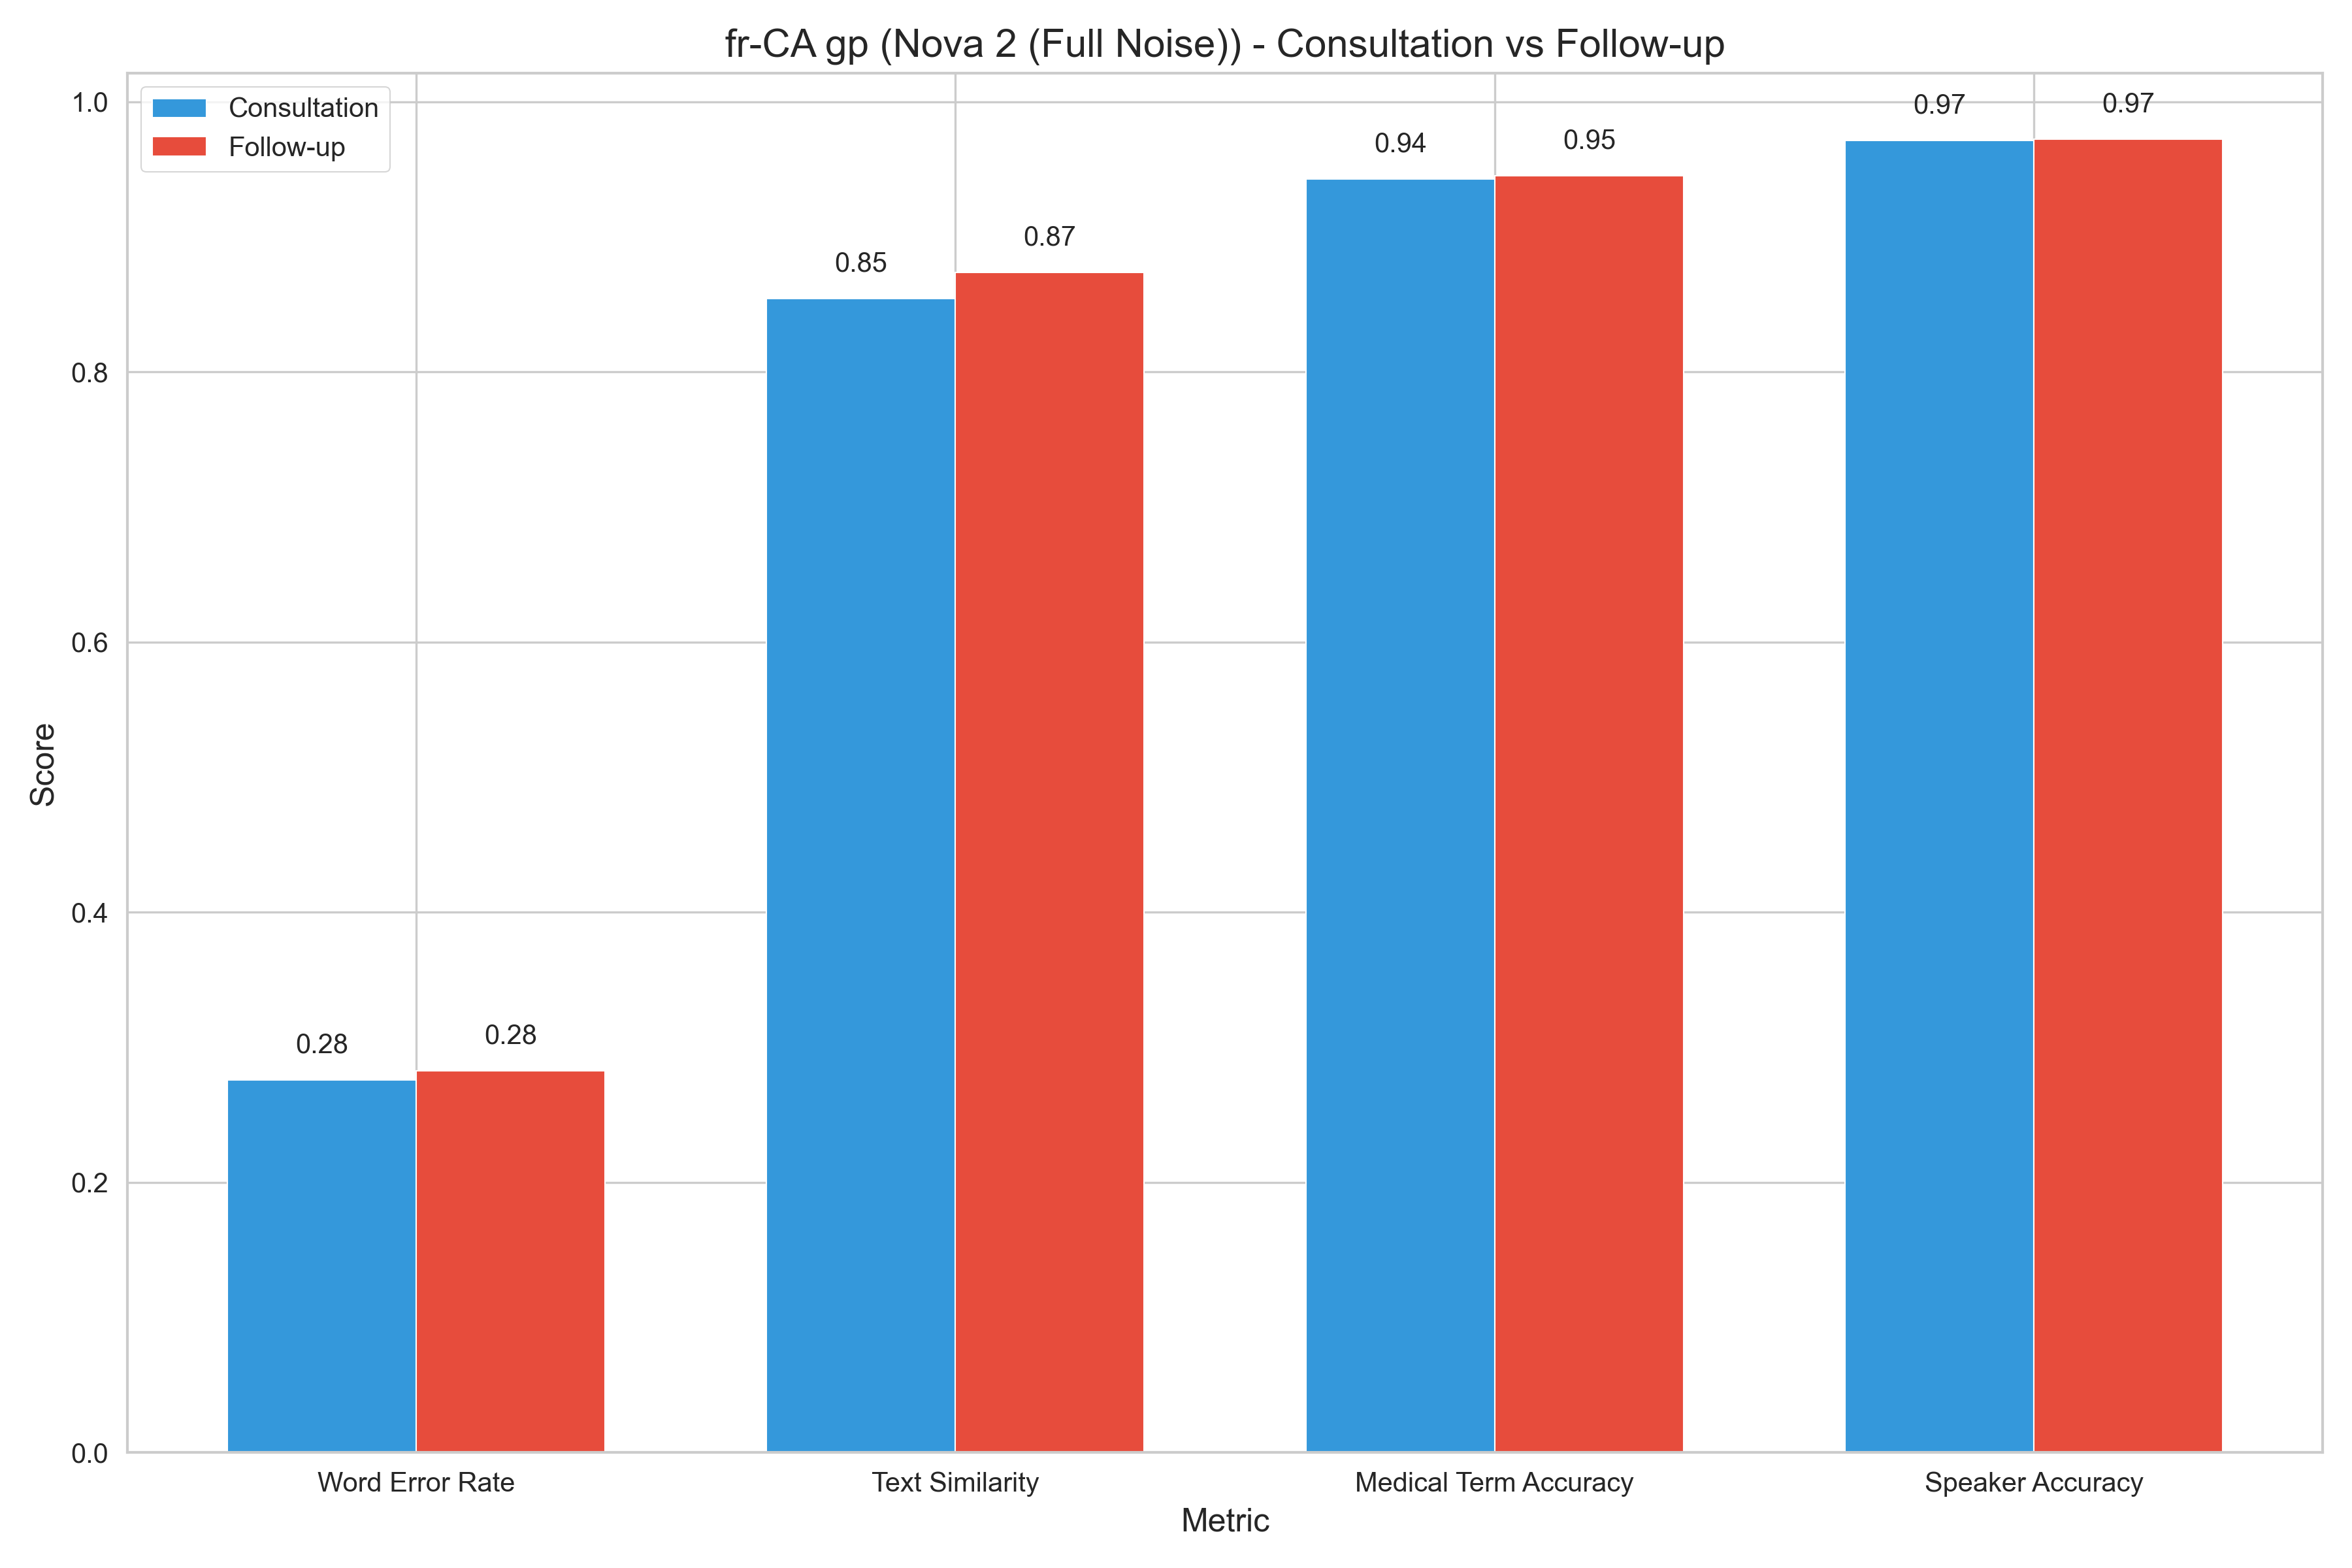 fr-CA gp (Nova 2 (Full Noise)) - Consultation vs Follow-up
Consultation
Follow-up
1.0
0.8
0.6
0.4
0.2
0.0
Score
0.28
0.28
0.85
0.87
0.94
0.95
0.97
0.97
Word Error Rate
Text Similarity
Medical Term Accuracy
Speaker Accuracy
Metric